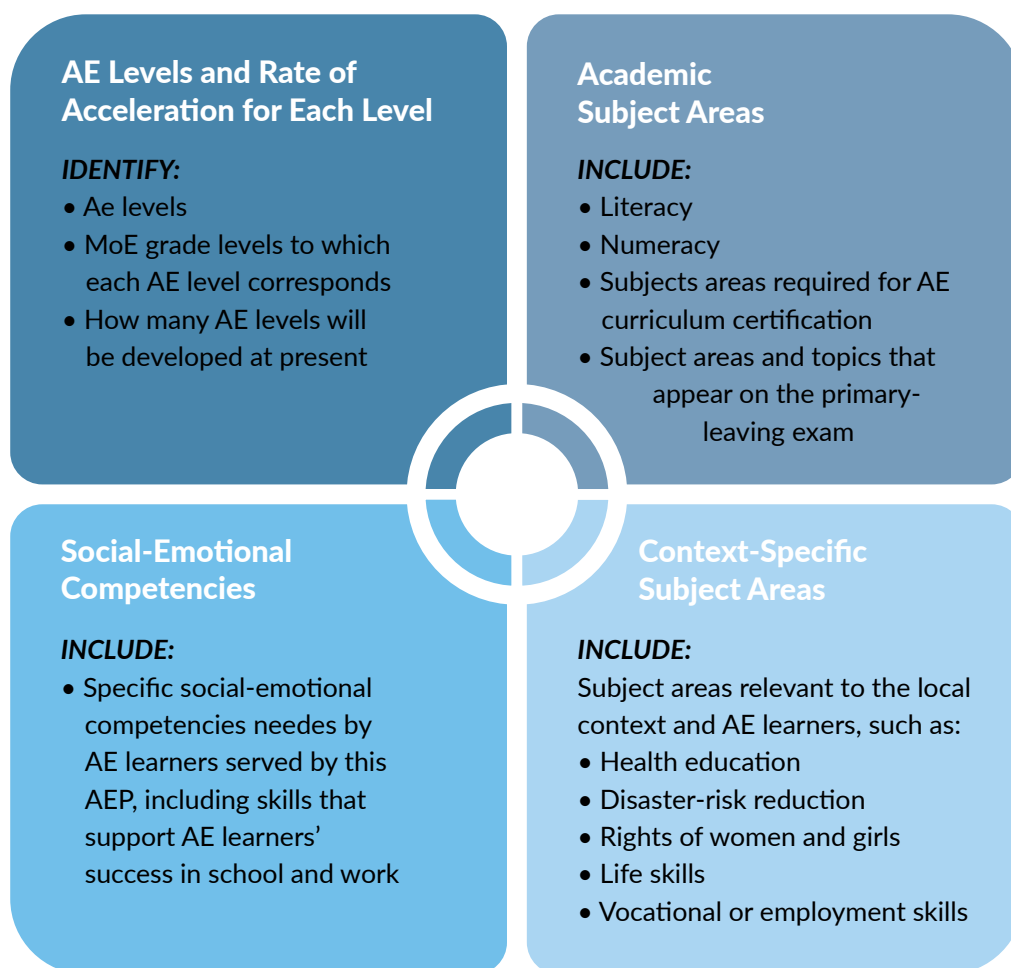 AE Levels and Rate of
Acceleration for Each Level
IDENTIFY:
• Ae levels
• MoE grade levels to which
each AE level corresponds
• How many AE levels will
be developed at present
Academic
Subject Areas
INCLUDE:
• Literacy
• Numeracy
• Subjects areas required for AE
curriculum certification
• Subject areas and topics that
appear on the primary-
leaving exam
Social-Emotional
Competencies
INCLUDE:
• Specific social-emotional
competencies needes by
AE learners served by this
AEP, including skills that
support AE learners’
success in school and work
Context-Specific
Subject Areas
INCLUDE:
Subject areas relevant to the local
context and AE learners, such as:
• Health education
• Disaster-risk reduction
• Rights of women and girls
• Life skills
• Vocational or employment skills